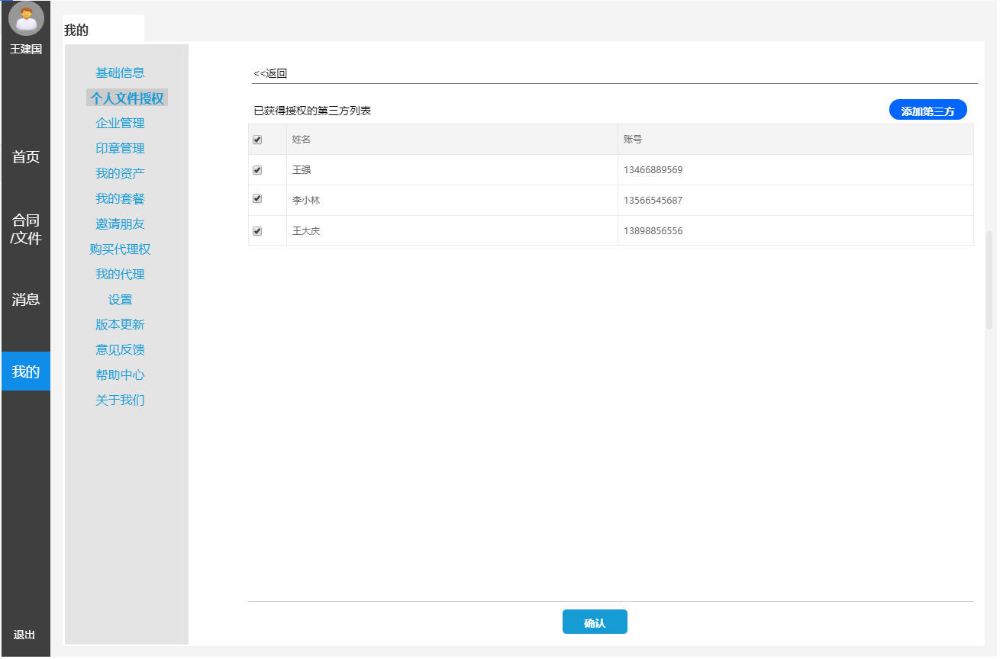 王建国
首页
合同
/文件
消息
我的
退出
我的
基础信息
个人文件授权
企业管理
印章管理
我的资产
我的套餐
邀请朋友
购买代理权
我的代理
设置
版本更新
意见反馈
帮助中心
关于我们
<<返回
已获得授权的第三方列表 添加第三方
姓名 账号
王强 13466889569
李小林 13566545687
王大庆 13898856556
确认